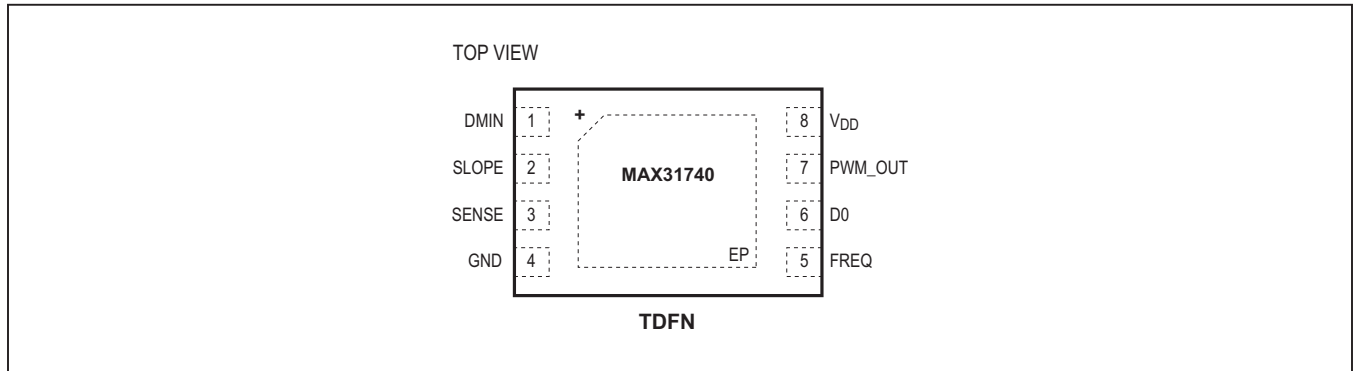 TOP VIEW
DMIN 1 + 8 VDD
SLOPE 2 MAX31740 7 PWM_OUT
SENSE 3 6 D0
GND 4 EP 5 FREQ
TDFN